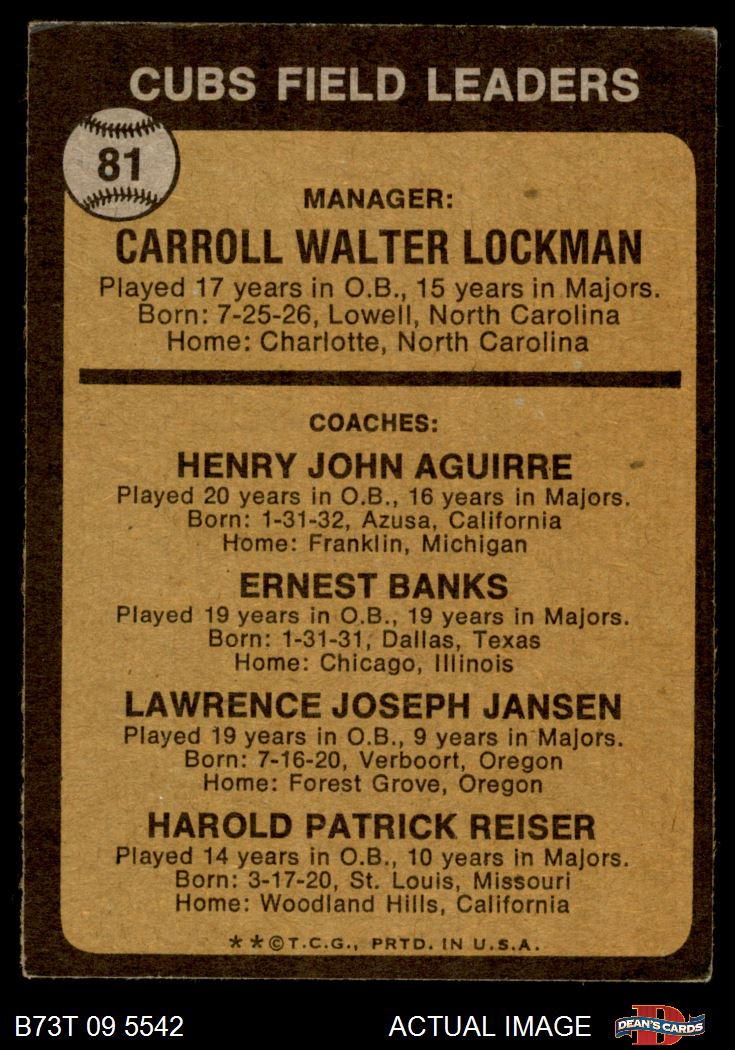 CUBS FIELD LEADERS
81
MANAGER:
CARROLL WALTER LOCKMAN
Played 17 years in O.B., 15 years in Majors.
Born: 7-25-26, Lowell, North Carolina
Home: Charlotte, North Carolina
COACHES:
HENRY JOHN AGUIRRE
Played 20 years in O.B., 16 years in Majors.
Born: 1-31-32, Azusa, California
Home: Franklin, Michigan
ERNEST BANKS
Played 19 years in O.B., 19 years in Majors.
Born: 1-31-31, Dallas, Texas
Home: Chicago, Illinois
LAWRENCE JOSEPH JANSEN
Played 19 years in O.B., 9 years in Majors.
Born: 7-16-20, Verboort, Oregon
Home: Forest Grove, Oregon
HAROLD PATRICK REISER
Played 14 years in O.B., 10 years in Majors.
Born: 3-17-20, St. Louis, Missouri
Home: Woodland Hills, California
* * © T.C.G., PRTD. IN U.S.A.
B73T 09 5542 ACTUAL IMAGE D DEAN'S CARDS